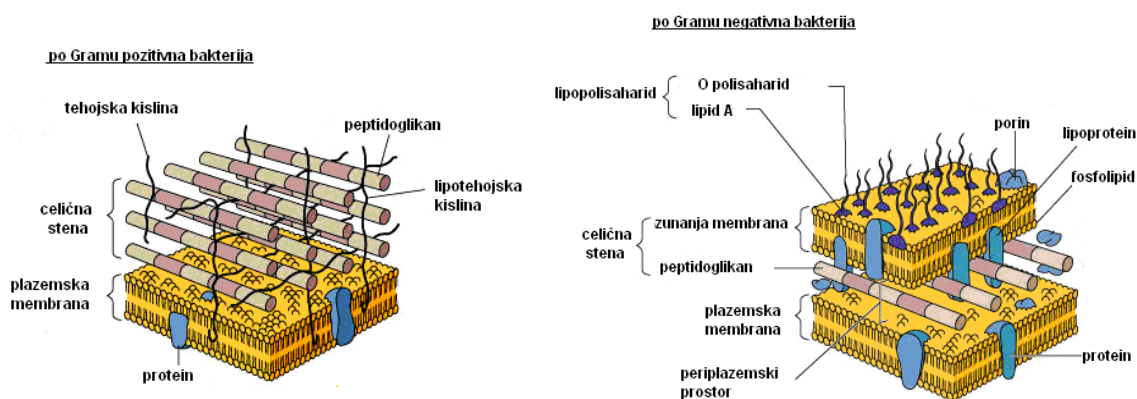 po Gramu pozitivna bakterija
tehojska kislina
peptidoglikan
lipotehojska
kislina
celična
stena
plazemska
membrana
protein
po Gramu negativna bakterija
lipopolisaharid
O polisaharid
lipid A
porin
lipoprotein
fosfolipid
celična
stena
zunanja membrana
peptidoglikan
plazemska
membrana
periplazemski
prostor
protein